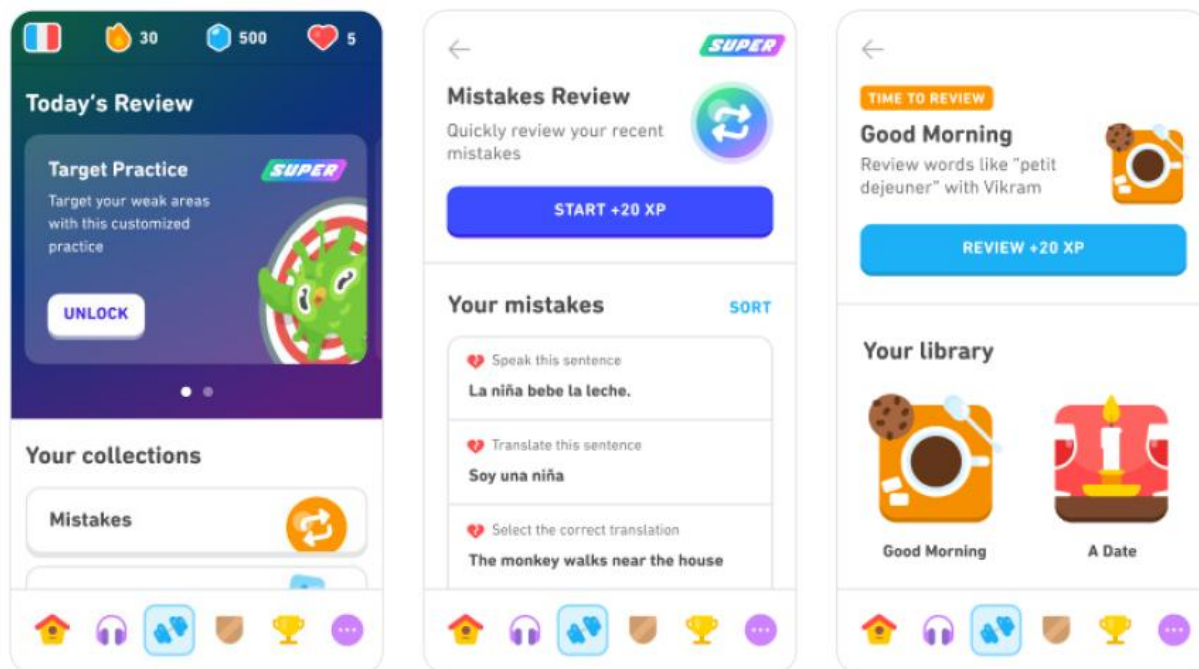 30
500
5
Today's Review
Target Practice
SUPER
Target your weak areas
with this customized
practice
UNLOCK
Your collections
Mistakes
SUPER
Mistakes Review
Quickly review your recent
mistakes
START +20 XP
Your mistakes
SORT
Speak this sentence
La niña bebe la leche.
Translate this sentence
Soy una niña
Select the correct translation
The monkey walks near the house
TIME TO REVIEW
Good Morning
Review words like "petit
dejeuner" with Vikram
REVIEW +20 XP
Your library
Good Morning
A Date